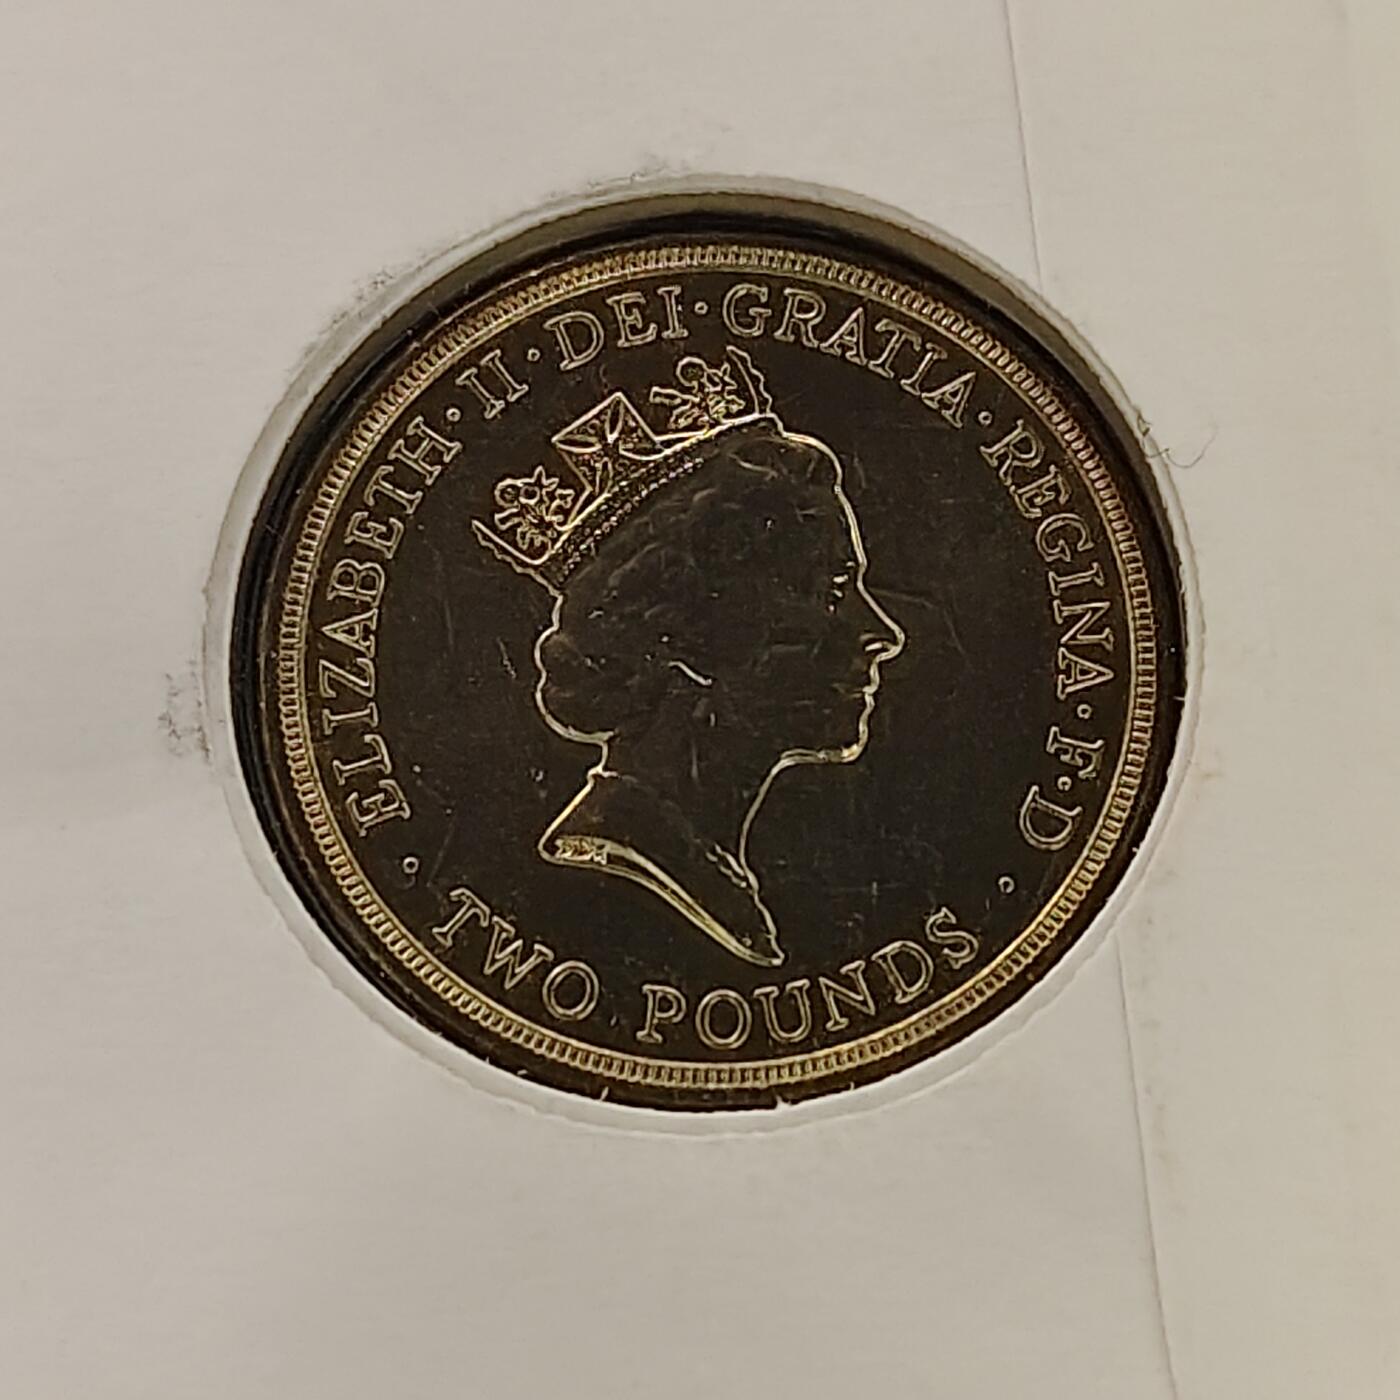 · ELIZABETH · II · DEI · GRATIA · REGINA · F · D ·
TWO POUNDS